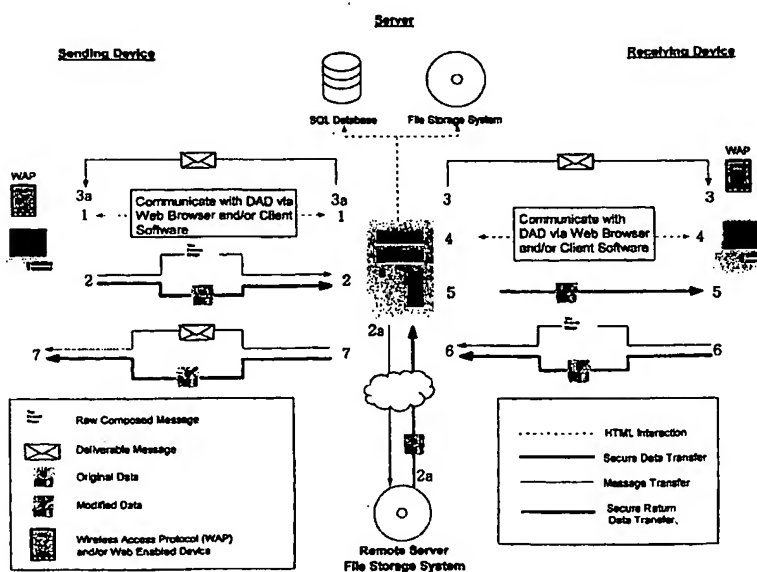 Server
Sending Device
Receiving Device
SQL Database
File Storage System
WAP
WAP
3a
3a
3
3
1
Communicate with DAD via
Web Browser and/or Client
Software
1
4
Communicate with
DAD via Web Browser
and/or Client Software
4
2
2
5
5
2a
7
7
6
6
2a
Raw Composed Message
Deliverable Message
Original Data
Modified Data
Wireless Access Protocol (WAP)
and/or Web Enabled Device
Remote Server
File Storage System
HTML Interaction
Secure Data Transfer
Message Transfer
Secure Return
Data Transfer